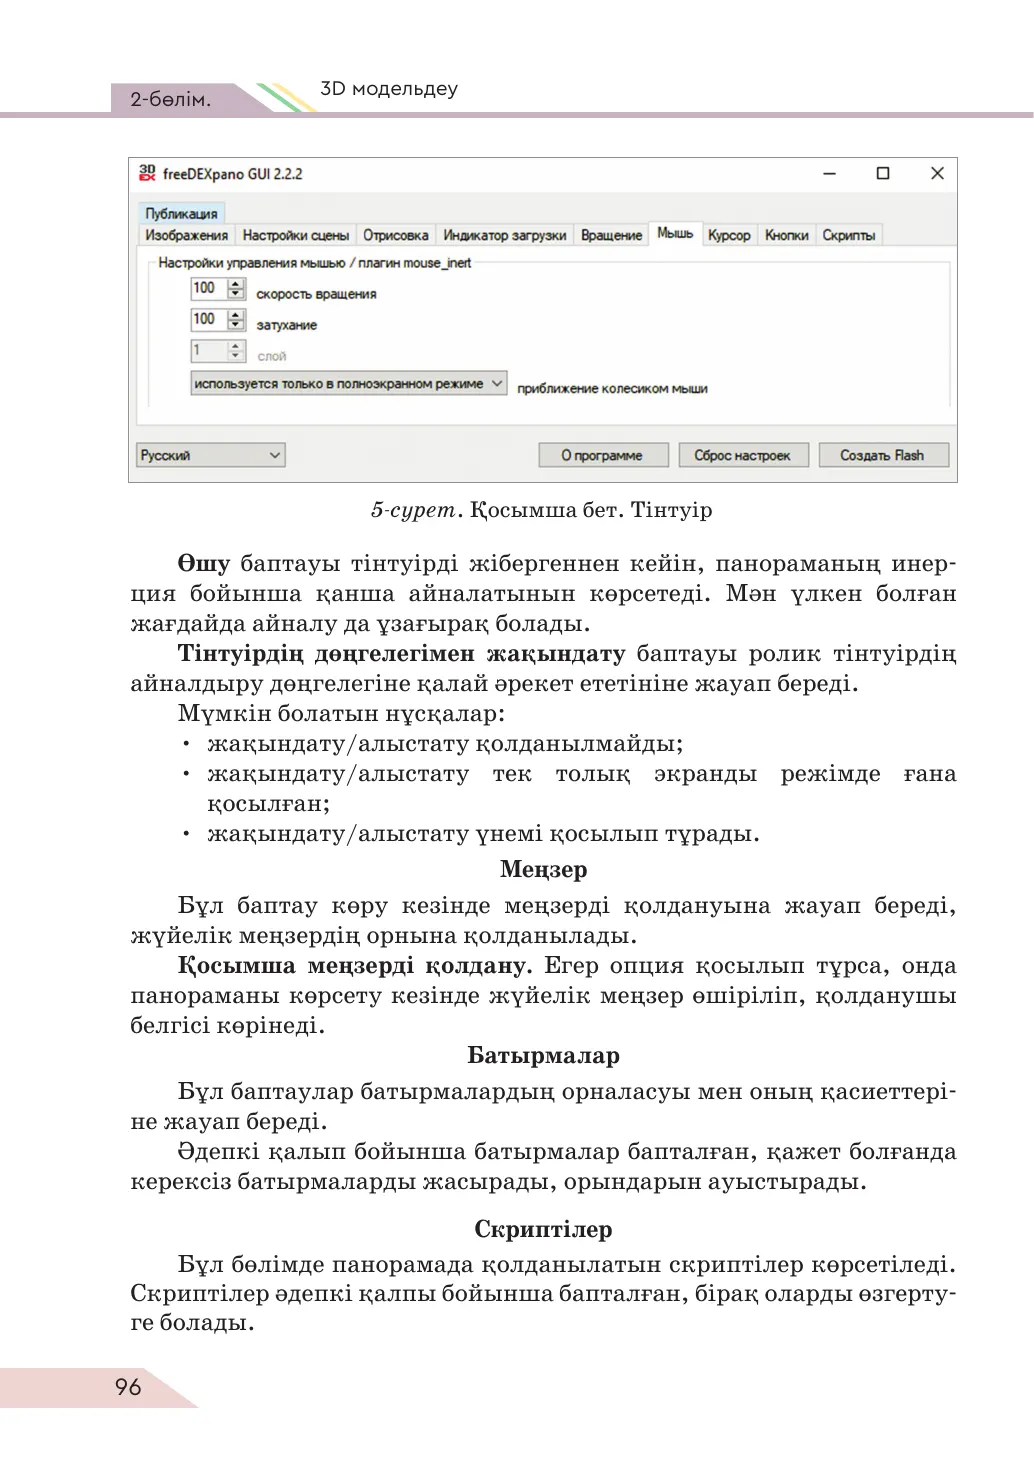 2-бөлім.
3D модельдеу
3D EX freeDEXpano GUI 2.2.2
Публикация
Изображения Настройки сцены Отрисовка Индикатор загрузки Вращение Мышь Курсор Кнопки Скрипты
Настройки управления мышью / плагин mouse_inert
100 скорость вращения
100 затухание
1 слой
используется только в полноэкранном режиме приближение колесиком мыши
Русский О программе Сброс настроек Создать Flash
5-сурет. Қосымша бет. Тінтуір
Өшу баптауы тінтуірді жібергеннен кейін, панораманың инер-
ция бойынша қанша айналатынын көрсетеді. Мән үлкен болған
жағдайда айналу да ұзағырақ болады.
Тінтуірдің дөңгелегімен жақындату баптауы ролик тінтуірдің
айналдыру дөңгелегіне қалай әрекет ететініне жауап береді.
Мүмкін болатын нұсқалар:
• жақындату/алыстату қолданылмайды;
• жақындату/алыстату тек толық экранды режімде ғана
қосылған;
• жақындату/алыстату үнемі қосылып тұрады.
Меңзер
Бұл баптау көру кезінде меңзерді қолдануына жауап береді,
жүйелік меңзердің орнына қолданылады.
Қосымша меңзерді қолдану. Егер опция қосылып тұрса, онда
панораманы көрсету кезінде жүйелік меңзер өшіріліп, қолданушы
белгісі көрінеді.
Батырмалар
Бұл баптаулар батырмалардың орналасуы мен оның қасиеттері-
не жауап береді.
Әдепкі қалып бойынша батырмалар бапталған, қажет болғанда
керексіз батырмаларды жасырады, орындарын ауыстырады.
Скриптілер
Бұл бөлімде панорамада қолданылатын скриптілер көрсетіледі.
Скриптілер әдепкі қалпы бойынша бапталған, бірақ оларды өзгерту-
ге болады.
96